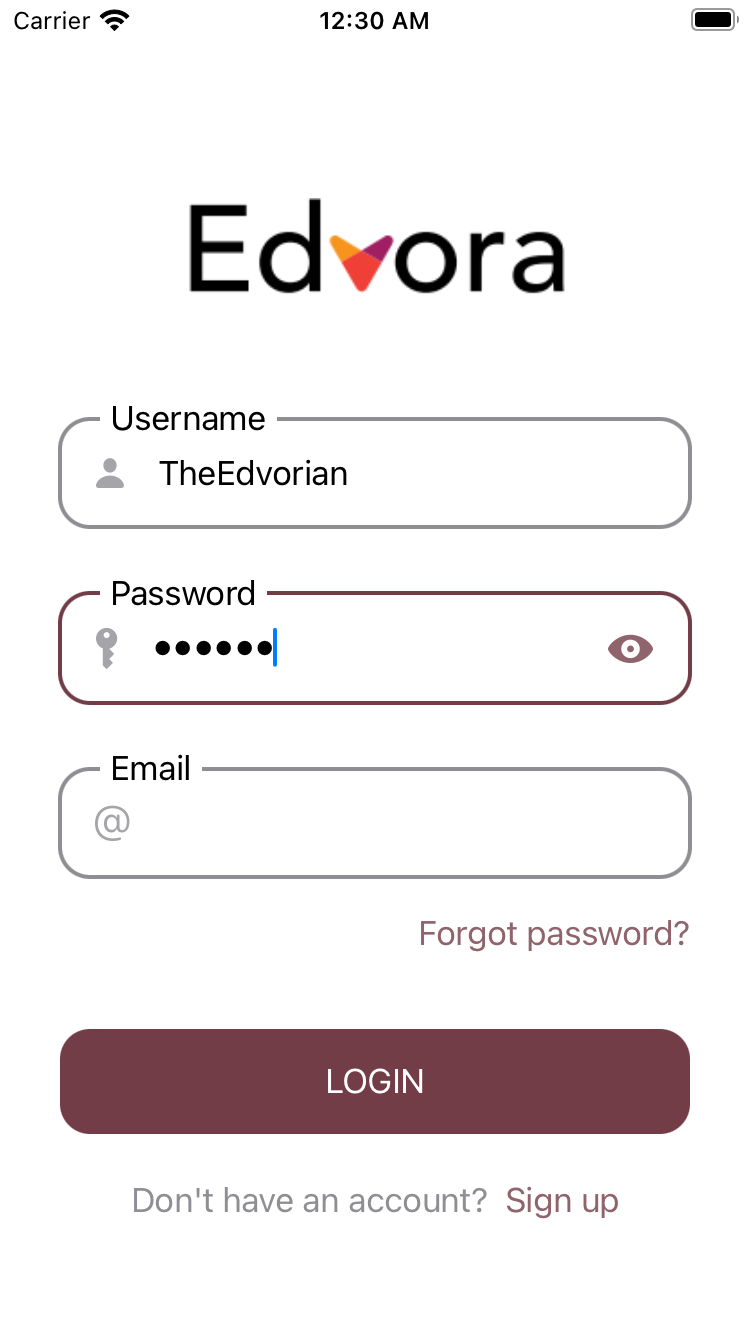 Carrier 12:30 AM
Edvora
Username
TheEdvorian
Password
••••••
Email
@
Forgot password?
LOGIN
Don't have an account? Sign up